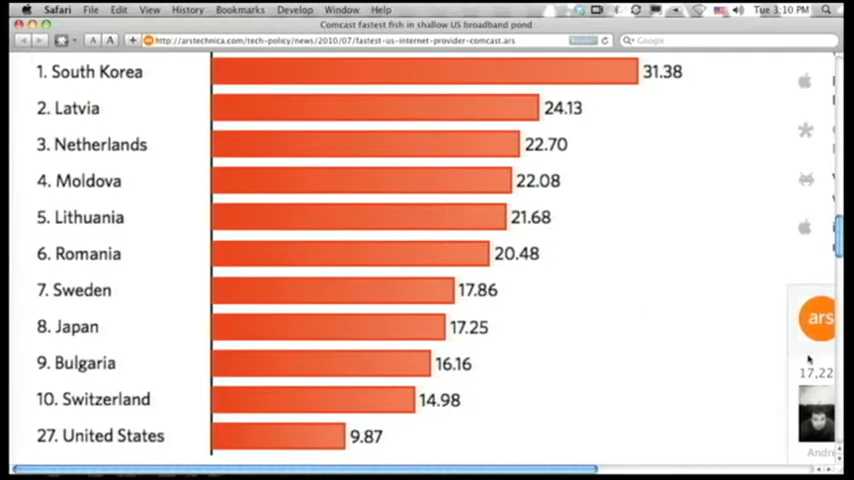 Safari File Edit View History Bookmarks Develop Window Help Tue 3:10 PM
Comcast fastest fish in shallow US broadband pond
A A + http://arstechnica.com/tech-policy/news/2010/07/fastest-us-internet-provider-comcast.ars Google
1. South Korea 31.38
2. Latvia 24.13
3. Netherlands 22.70
4. Moldova 22.08
5. Lithuania 21.68
6. Romania 20.48
7. Sweden 17.86
8. Japan 17.25
ars
9. Bulgaria 16.16
17,22
10. Switzerland 14.98
27. United States 9.87
Andre